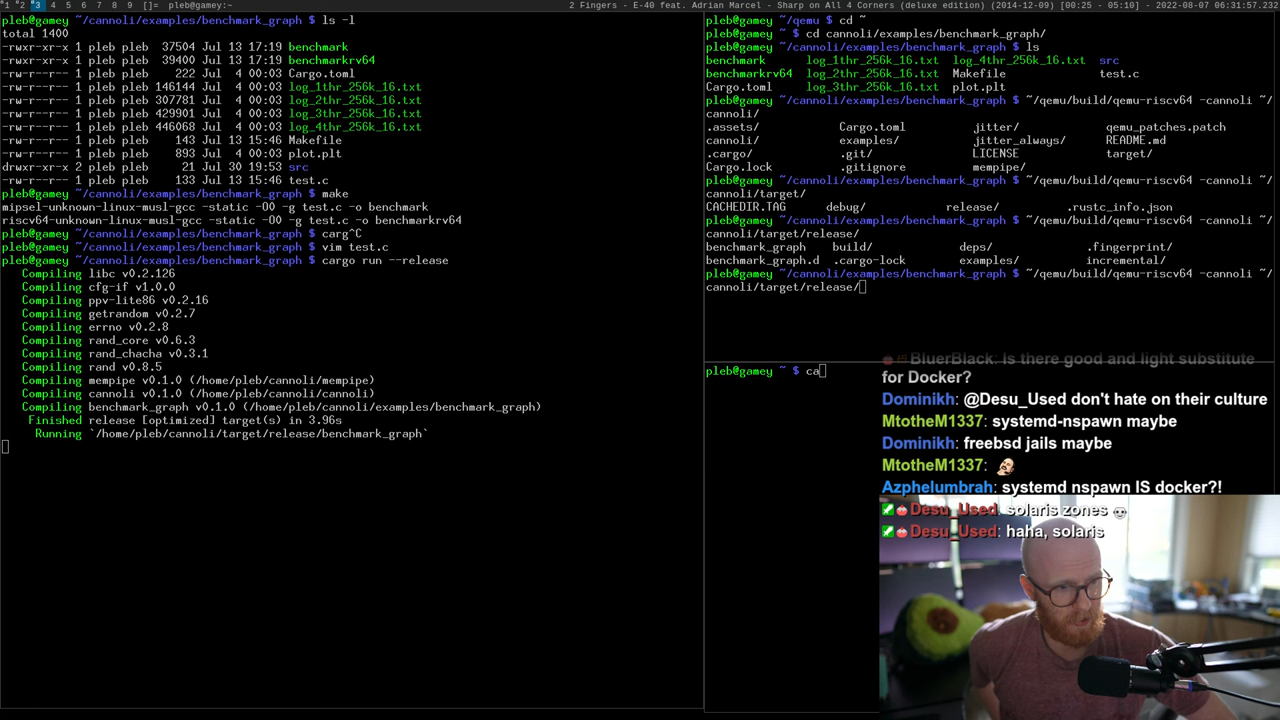 1 2 3 4 5 6 7 8 9 []= pleb@gamey:~ 2 Fingers - E-40 feat. Adrian Marcel - Sharp on All 4 Corners (deluxe edition) (2014-12-09) [00:25 - 05:10] - 2022-08-07 06:31:57.232
pleb@gamey ~/cannoli/examples/benchmark_graph $ ls -l
total 1400
-rwxr-xr-x 1 pleb pleb  37504 Jul 13 17:19 benchmark
-rwxr-xr-x 1 pleb pleb  39400 Jul 13 17:19 benchmarkrv64
-rw-r--r-- 1 pleb pleb    222 Jul  4 00:03 Cargo.toml
-rw-r--r-- 1 pleb pleb 146144 Jul  4 00:03 log_1thr_256k_16.txt
-rw-r--r-- 1 pleb pleb 307781 Jul  4 00:03 log_2thr_256k_16.txt
-rw-r--r-- 1 pleb pleb 429901 Jul  4 00:03 log_3thr_256k_16.txt
-rw-r--r-- 1 pleb pleb 446068 Jul  4 00:03 log_4thr_256k_16.txt
-rw-r--r-- 1 pleb pleb    143 Jul 13 15:46 Makefile
-rw-r--r-- 1 pleb pleb    893 Jul  4 00:03 plot.plt
drwxr-xr-x 2 pleb pleb     21 Jul 30 19:53 src
-rw-r--r-- 1 pleb pleb    133 Jul 13 15:46 test.c
pleb@gamey ~/cannoli/examples/benchmark_graph $ make
mipsel-unknown-linux-musl-gcc -static -O0 -g test.c -o benchmark
riscv64-unknown-linux-musl-gcc -static -O0 -g test.c -o benchmarkrv64
pleb@gamey ~/cannoli/examples/benchmark_graph $ carg^C
pleb@gamey ~/cannoli/examples/benchmark_graph $ vim test.c
pleb@gamey ~/cannoli/examples/benchmark_graph $ cargo run --release
Compiling libc v0.2.126
Compiling cfg-if v1.0.0
Compiling ppv-lite86 v0.2.16
Compiling getrandom v0.2.7
Compiling errno v0.2.8
Compiling rand_core v0.6.3
Compiling rand_chacha v0.3.1
Compiling rand v0.8.5
Compiling mempipe v0.1.0 (/home/pleb/cannoli/mempipe)
Compiling cannoli v0.1.0 (/home/pleb/cannoli/cannoli)
Compiling benchmark_graph v0.1.0 (/home/pleb/cannoli/examples/benchmark_graph)
Finished release [optimized] target(s) in 3.96s
Running `/home/pleb/cannoli/target/release/benchmark_graph`
pleb@gamey ~/qemu $ cd ~
pleb@gamey ~ $ cd cannoli/examples/benchmark_graph/
pleb@gamey ~/cannoli/examples/benchmark_graph $ ls
benchmark log_1thr_256k_16.txt log_4thr_256k_16.txt src
benchmarkrv64 log_2thr_256k_16.txt Makefile test.c
Cargo.toml log_3thr_256k_16.txt plot.plt
pleb@gamey ~/cannoli/examples/benchmark_graph $ ~/qemu/build/qemu-riscv64 -cannoli ~/
cannoli/
.assets/ Cargo.toml jitter/ qemu_patches.patch
cannoli/ examples/ jitter_always/ README.md
.cargo/ .git/ LICENSE target/
Cargo.lock .gitignore mempipe/
pleb@gamey ~/cannoli/examples/benchmark_graph $ ~/qemu/build/qemu-riscv64 -cannoli ~/
cannoli/target/
CACHEDIR.TAG debug/ release/ .rustc_info.json
pleb@gamey ~/cannoli/examples/benchmark_graph $ ~/qemu/build/qemu-riscv64 -cannoli ~/
cannoli/target/release/
benchmark_graph build/ deps/ .fingerprint/
benchmark_graph.d .cargo-lock examples/ incremental/
pleb@gamey ~/cannoli/examples/benchmark_graph $ ~/qemu/build/qemu-riscv64 -cannoli ~/
cannoli/target/release/
pleb@gamey ~ $ ca
BluerBlack: Is there good and light substitute
for Docker?
Dominikh: @Desu_Used don't hate on their culture
MtotheM1337: systemd-nspawn maybe
Dominikh: freebsd jails maybe
MtotheM1337:
Azphelumbrah: systemd nspawn IS docker?!
Desu_Used: solaris zones
Desu_Used: haha, solaris